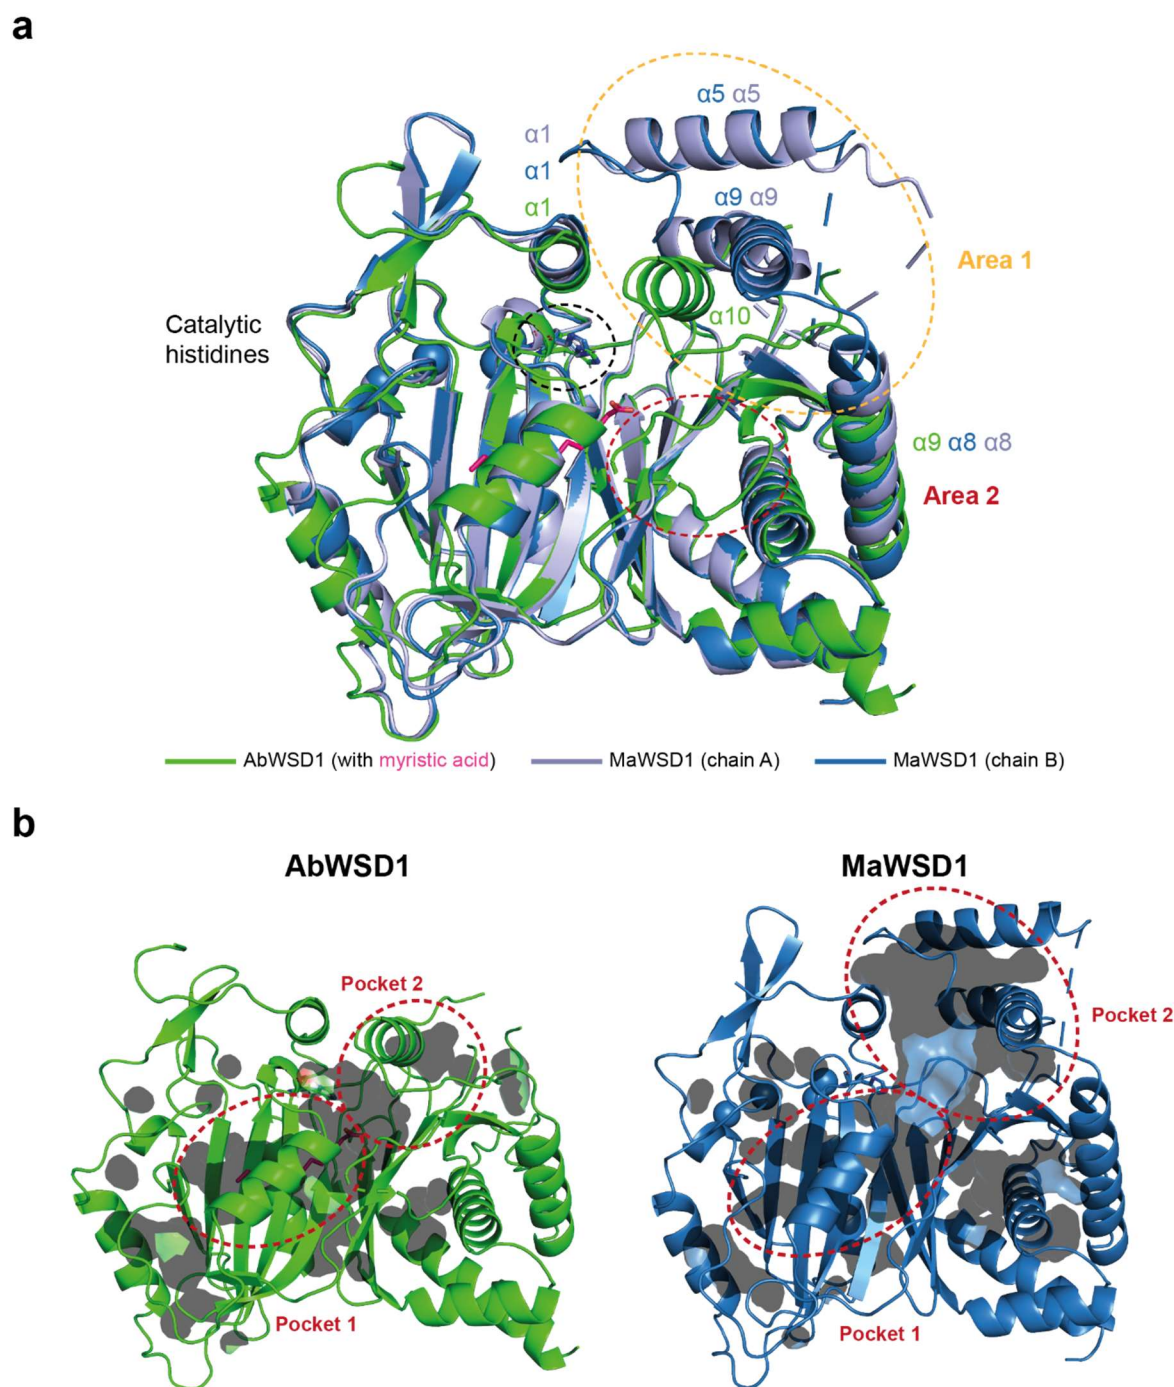 a
α5 α5
α1
α1
α1
α9 α9
Area 1
α10
Catalytic
histidines
α9 α8 α8
Area 2
AbWSD1 (with myristic acid)
MaWSD1 (chain A)
MaWSD1 (chain B)
b
AbWSD1
MaWSD1
Pocket 2
Pocket 2
Pocket 1
Pocket 1